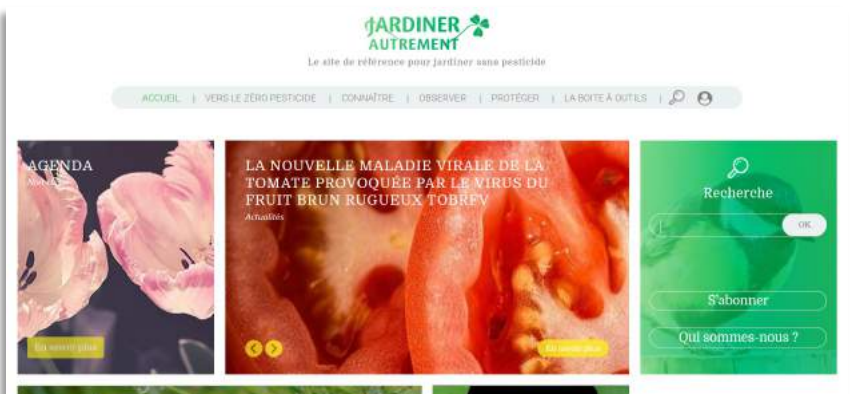 JARDINER
AUTREMENT
Le site de référence pour jardiner sans pesticide
ACCUEIL | VERS LE ZÉRO PESTICIDE | CONNAÎTRE | OBSERVER | PROTÉGER | LA BOITE À OUTILS |
AGENDA
LA NOUVELLE MALADIE VIRALE DE LA
TOMATE PROVOQUÉE PAR LE VIRUS DU
FRUIT BRUN RUGUEUX TOBRFV
Actualités
En savoir plus
En savoir plus
Recherche
OK
S'abonner
Qui sommes-nous ?